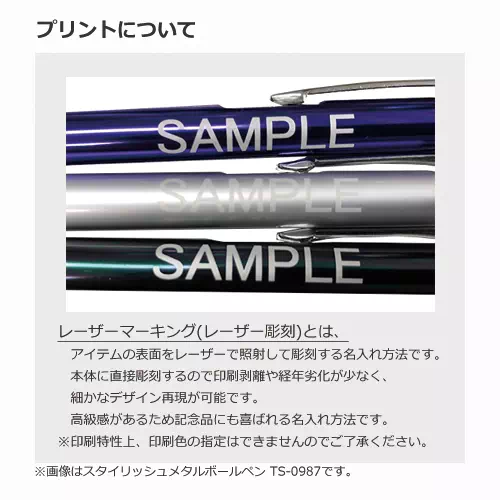 プリントについて
SAMPLE
SAMPLE
SAMPLE
レーザーマーキング(レーザー彫刻)とは、
アイテムの表面をレーザーで照射して彫刻する名入れ方法です。
本体に直接彫刻するので印刷剥離や経年劣化が少なく、
細かなデザイン再現が可能です。
高級感があるため記念品にも喜ばれる名入れ方法です。
※印刷特性上、印刷色の指定はできませんのでご了承ください。
※画像はスタイリッシュメタルボールペン TS-0987です。